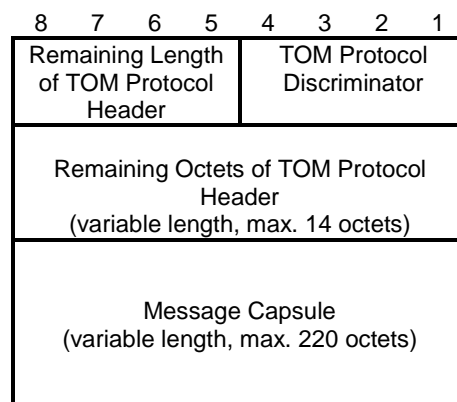 8 7 6 5 4 3 2 1
Remaining Length TOM Protocol
of TOM Protocol Discriminator
Header
Remaining Octets of TOM Protocol
Header
(variable length, max. 14 octets)
Message Capsule
(variable length, max. 220 octets)